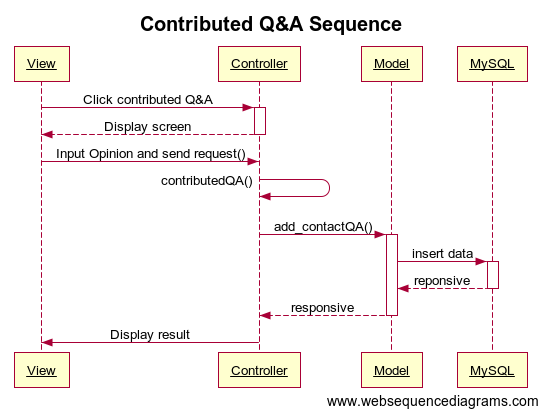 Contributed Q&A Sequence
View Controller Model MySQL
Click contributed Q&A
Display screen
Input Opinion and send request()
contributedQA()
add_contactQA()
insert data
reponsive
responsive
Display result
View Controller Model MySQL
www.websequencediagrams.com